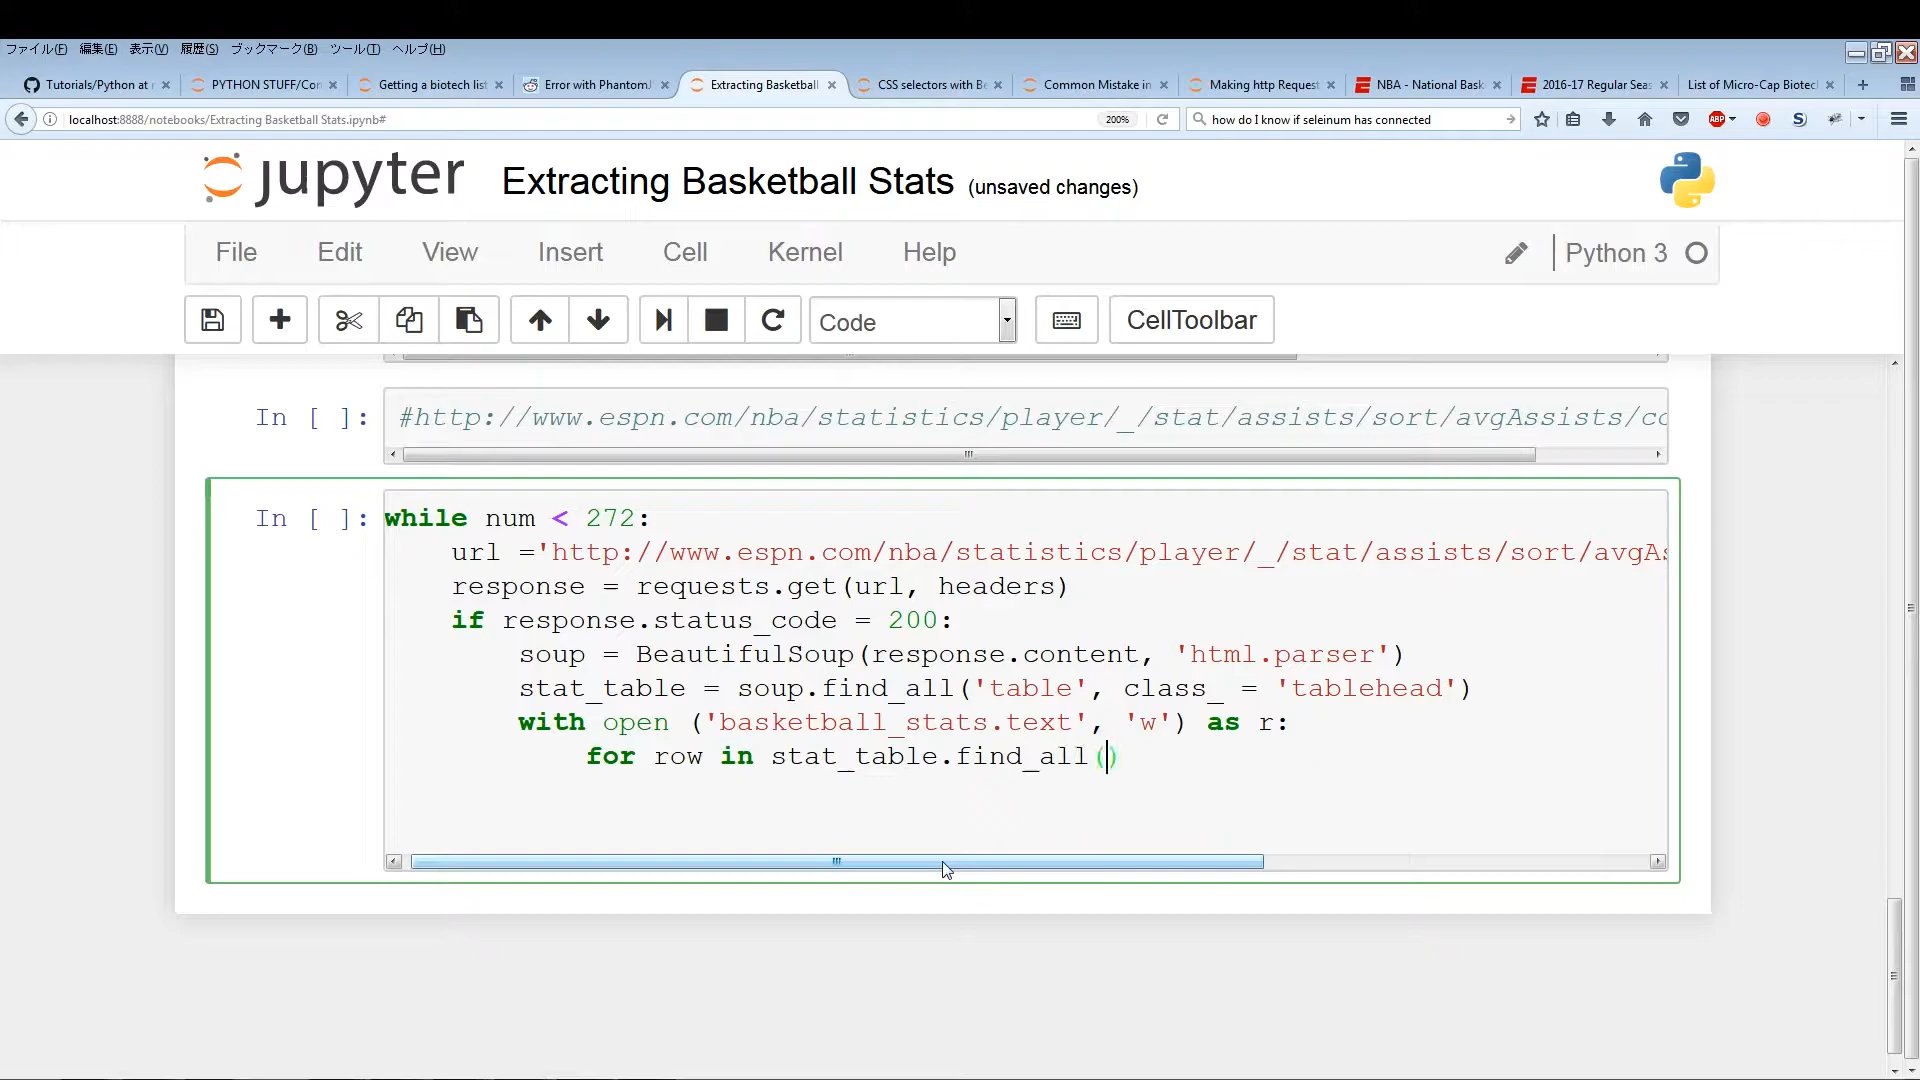 ファイル(F) 編集(E) 表示(V) 履歴(S) ブックマーク(B) ツール(T) ヘルプ(H)
Tutorials/Python at r PYTHON STUFF/Cor Getting a biotech list Error with PhantomJ Extracting Basketball CSS selectors with Be Common Mistake in Making http Request NBA - National Bask 2016-17 Regular Seas List of Micro-Cap Biotec
localhost:8888/notebooks/Extracting Basketball Stats.ipynb# 200% how do I know if seleinum has connected ABP S
jupyter Extracting Basketball Stats (unsaved changes)
File Edit View Insert Cell Kernel Help Python 3
Code CellToolbar
In [ ]: #http://www.espn.com/nba/statistics/player/_/stat/assists/sort/avgAssists/co
In [ ]: while num < 272:
url ='http://www.espn.com/nba/statistics/player/_/stat/assists/sort/avgAs
response = requests.get(url, headers)
if response.status_code = 200:
soup = BeautifulSoup(response.content, 'html.parser')
stat_table = soup.find_all('table', class_ = 'tablehead')
with open ('basketball_stats.text', 'w') as r:
for row in stat_table.find_all()